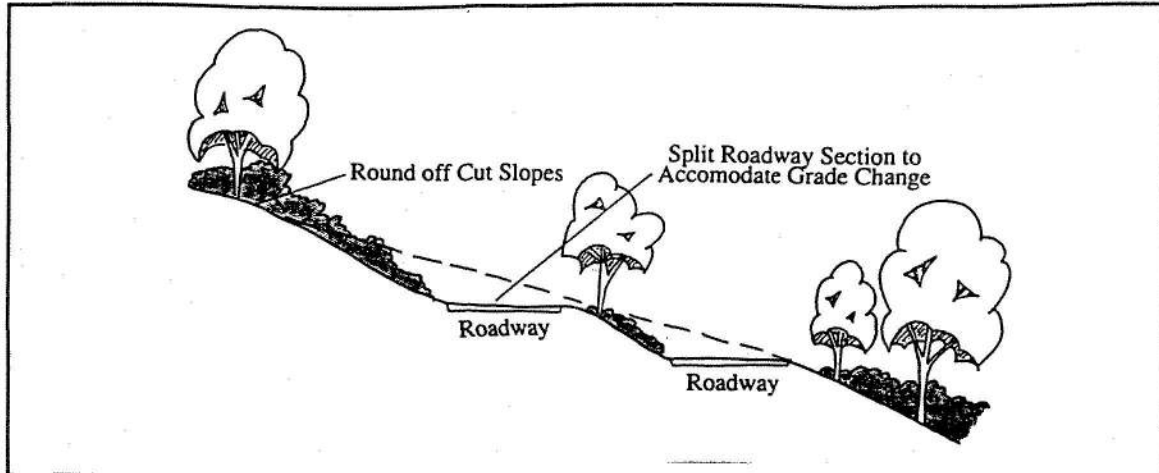 Round off Cut Slopes
Split Roadway Section to
Accomodate Grade Change
Roadway
Roadway